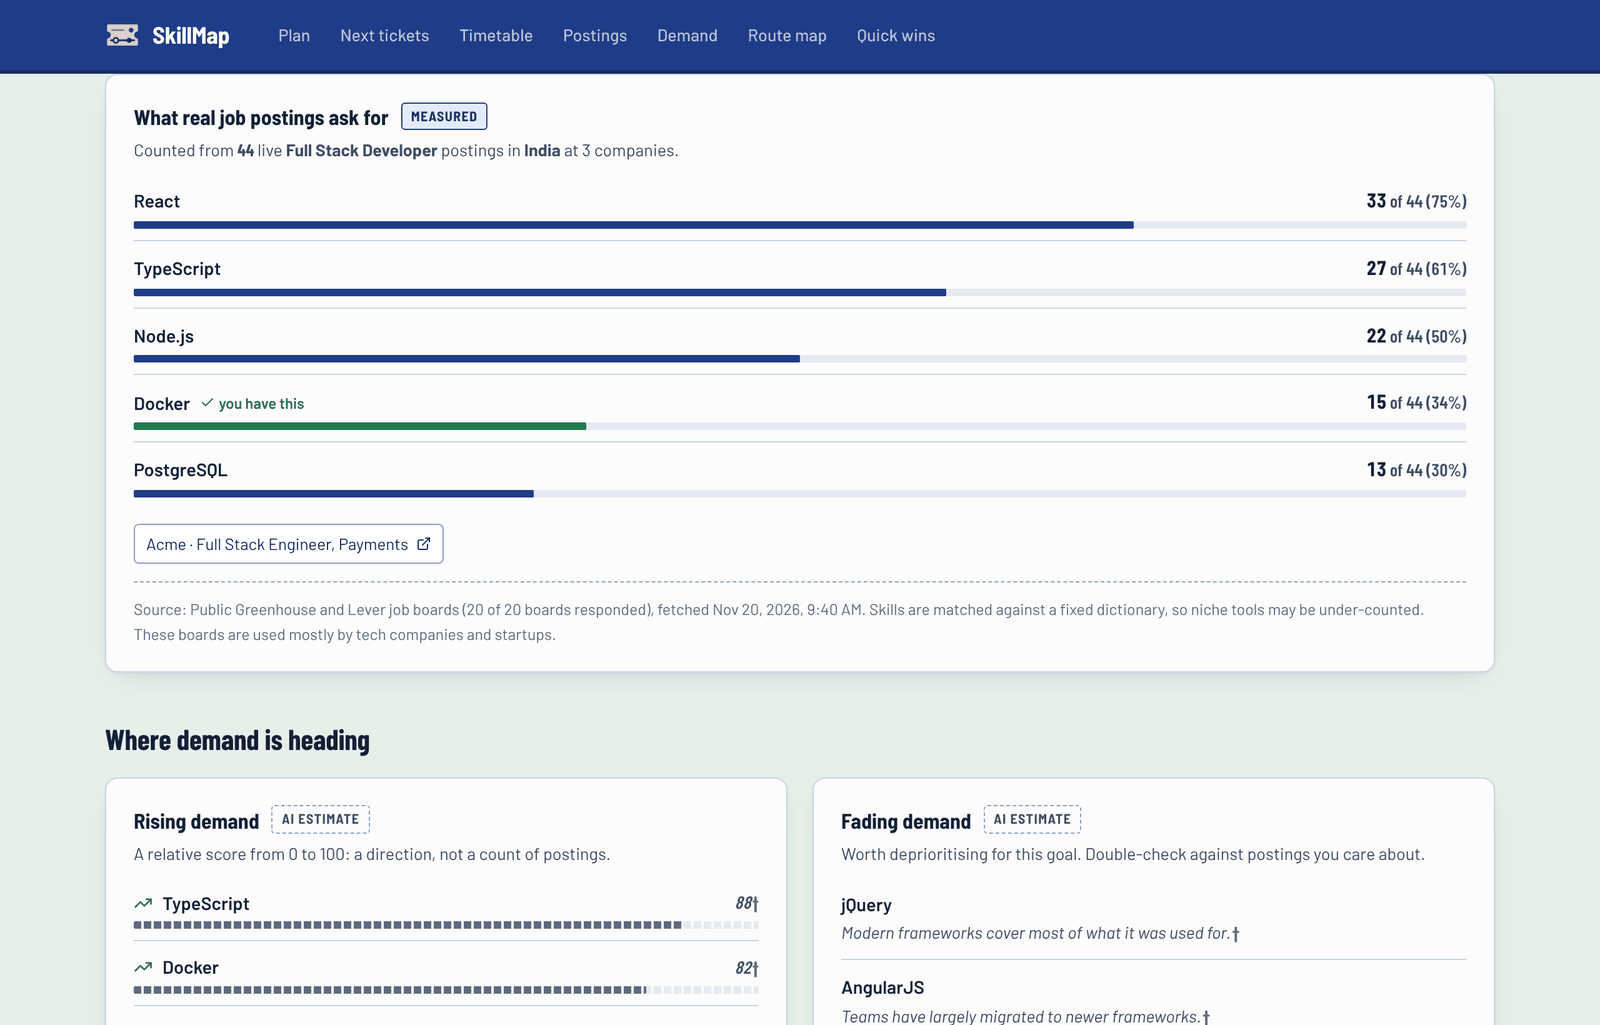 SkillMap
Plan
Next tickets
Timetable
Postings
Demand
Route map
Quick wins
What real job postings ask for
MEASURED
Counted from 44 live Full Stack Developer postings in India at 3 companies.
React
33 of 44 (75%)
TypeScript
27 of 44 (61%)
Node.js
22 of 44 (50%)
Docker
you have this
15 of 44 (34%)
PostgreSQL
13 of 44 (30%)
Acme · Full Stack Engineer, Payments
Source: Public Greenhouse and Lever job boards (20 of 20 boards responded), fetched Nov 20, 2026, 9:40 AM. Skills are matched against a fixed dictionary, so niche tools may be under-counted.
These boards are used mostly by tech companies and startups.
Where demand is heading
Rising demand
AI ESTIMATE
A relative score from 0 to 100: a direction, not a count of postings.
TypeScript
88†
Docker
82†
Fading demand
AI ESTIMATE
Worth deprioritising for this goal. Double-check against postings you care about.
jQuery
Modern frameworks cover most of what it was used for.†
AngularJS
Teams have largely migrated to newer frameworks.†